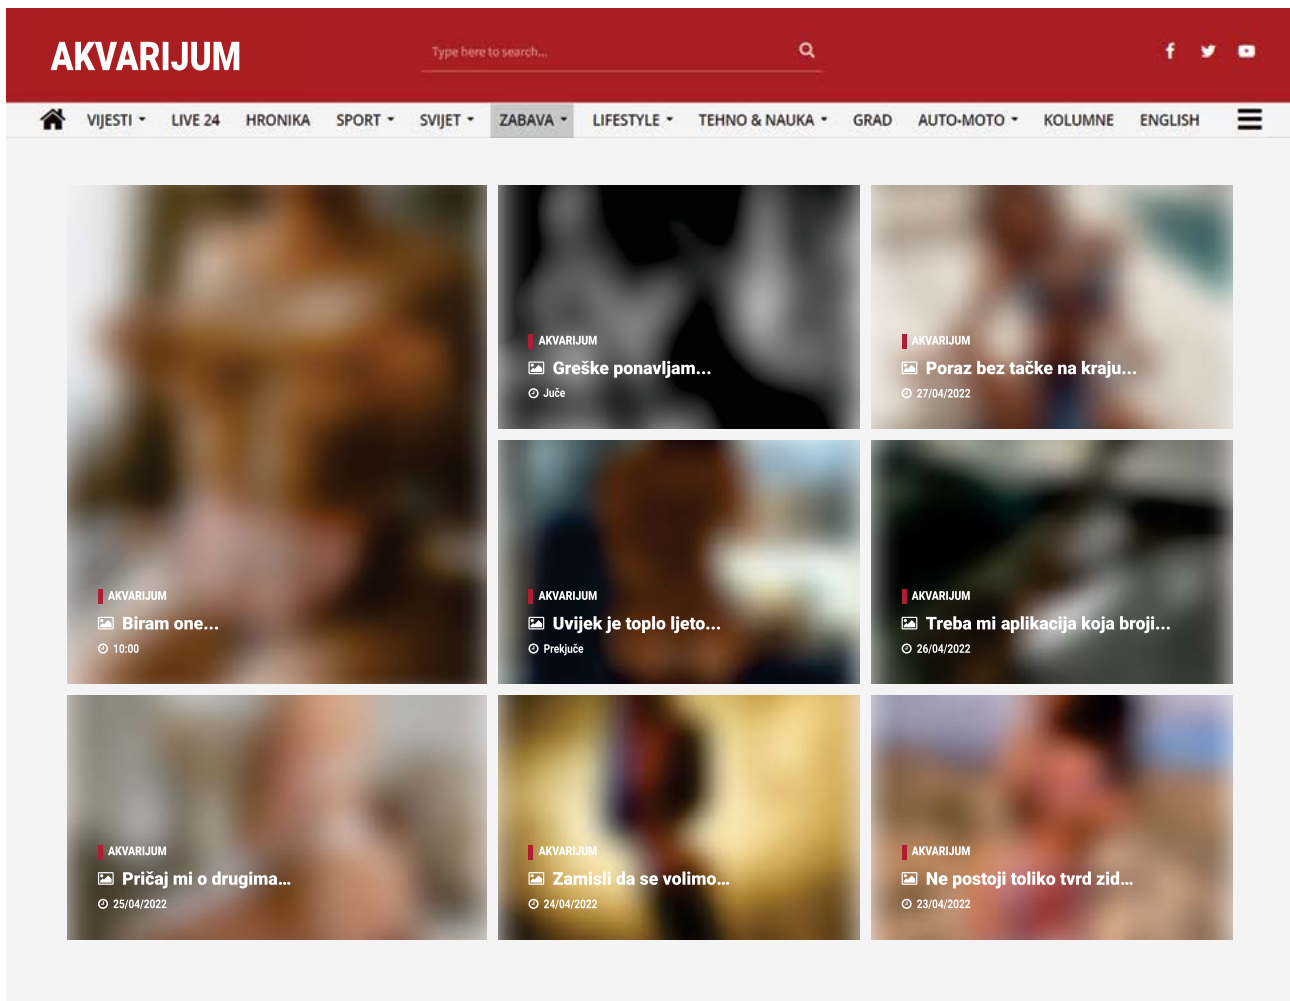 AKVARIJUM
Type here to search...
VIJESTI LIVE 24 HRONIKA SPORT SVIJET ZABAVA LIFESTYLE TEHNO & NAUKA GRAD AUTO-MOTO KOLUMNE ENGLISH
AKVARIJUM
Biram one...
10:00
AKVARIJUM
Greške ponavljam...
Juče
AKVARIJUM
Poraz bez tačke na kraju...
27/04/2022
AKVARIJUM
Uvijek je toplo ljeto...
Prekjuče
AKVARIJUM
Treba mi aplikacija koja broji...
26/04/2022
AKVARIJUM
Pričaj mi o drugima...
25/04/2022
AKVARIJUM
Zamisli da se volimo...
24/04/2022
AKVARIJUM
Ne postoji toliko tvrd zid...
23/04/2022